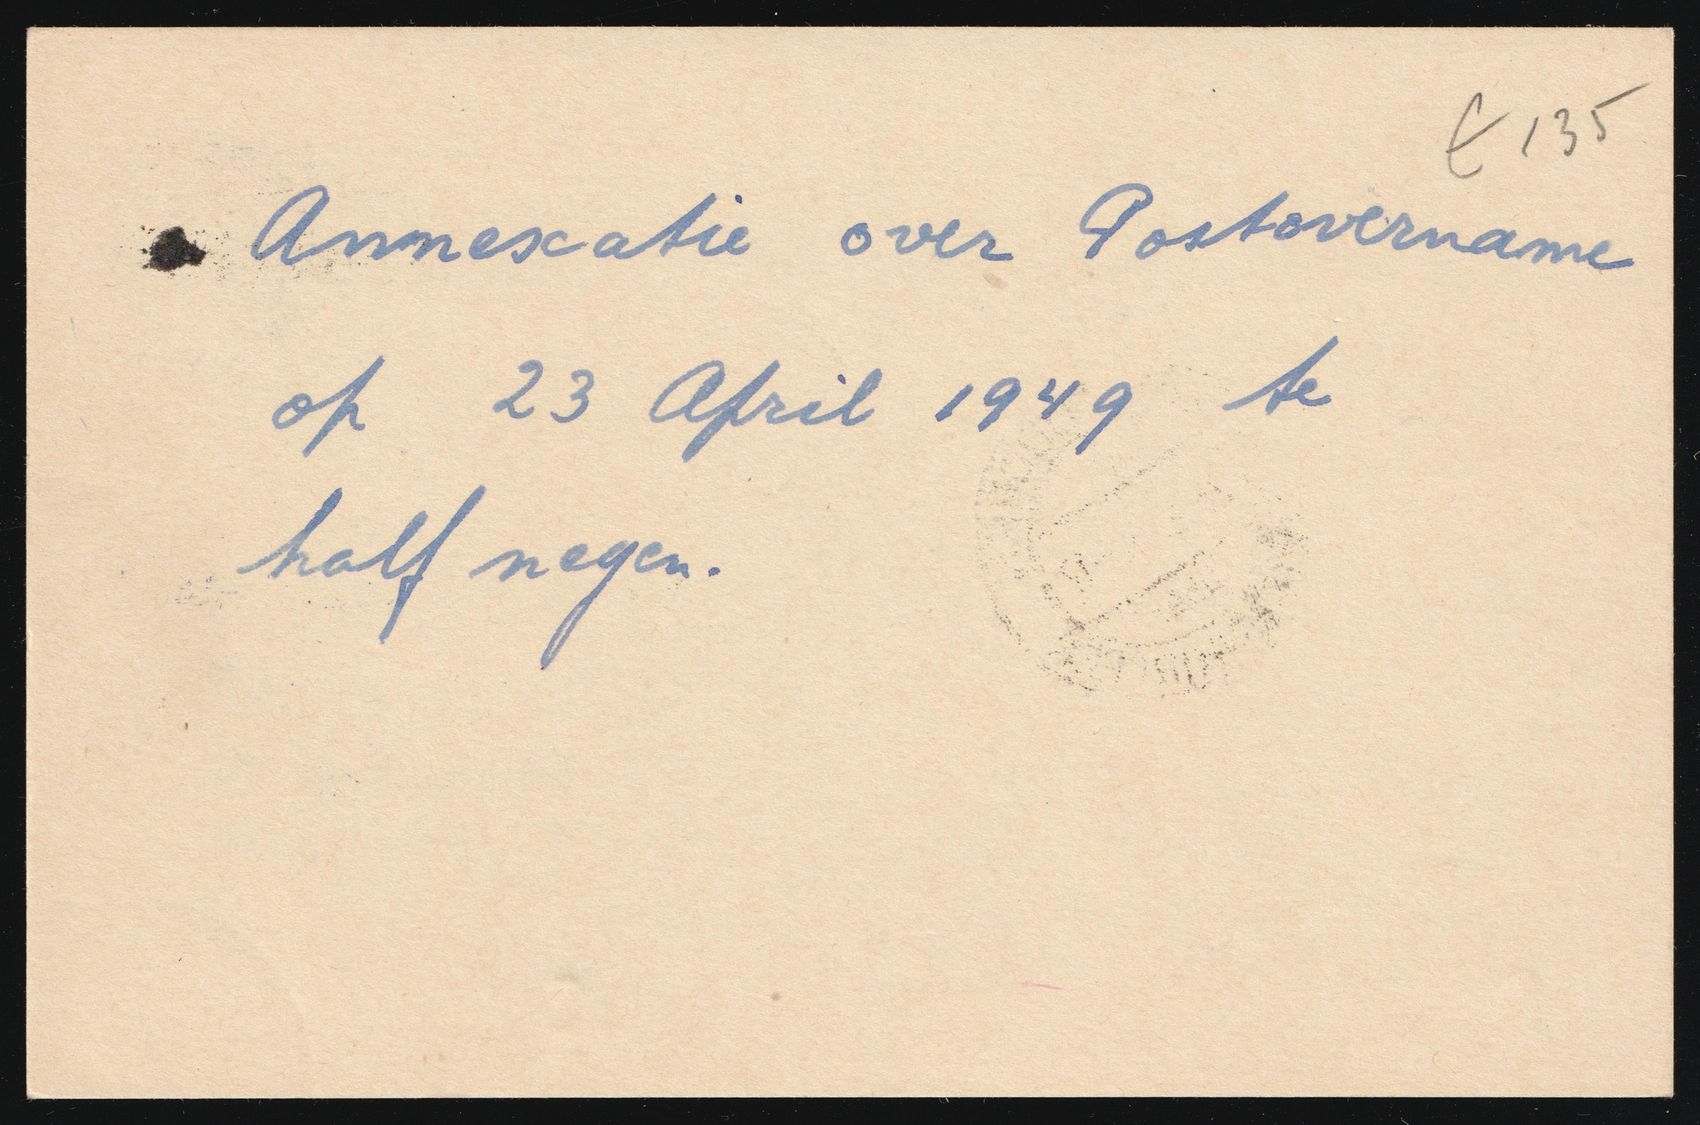 € 135
Annexatie over Postovername
op 23 April 1949 te
half negen.